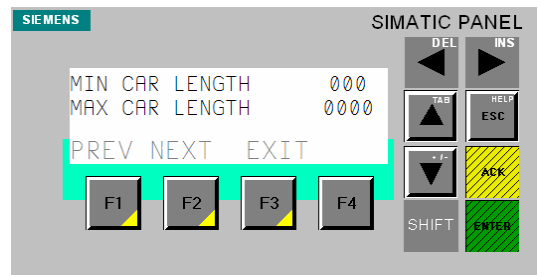 SIEMENS
SIMATIC PANEL
DEL
INS
MIN CAR LENGTH 000
MAX CAR LENGTH 0000
TAB
HELP
ESC
PREV NEXT EXIT
+ / -
ACK
F1 F2 F3 F4
SHIFT
ENTER